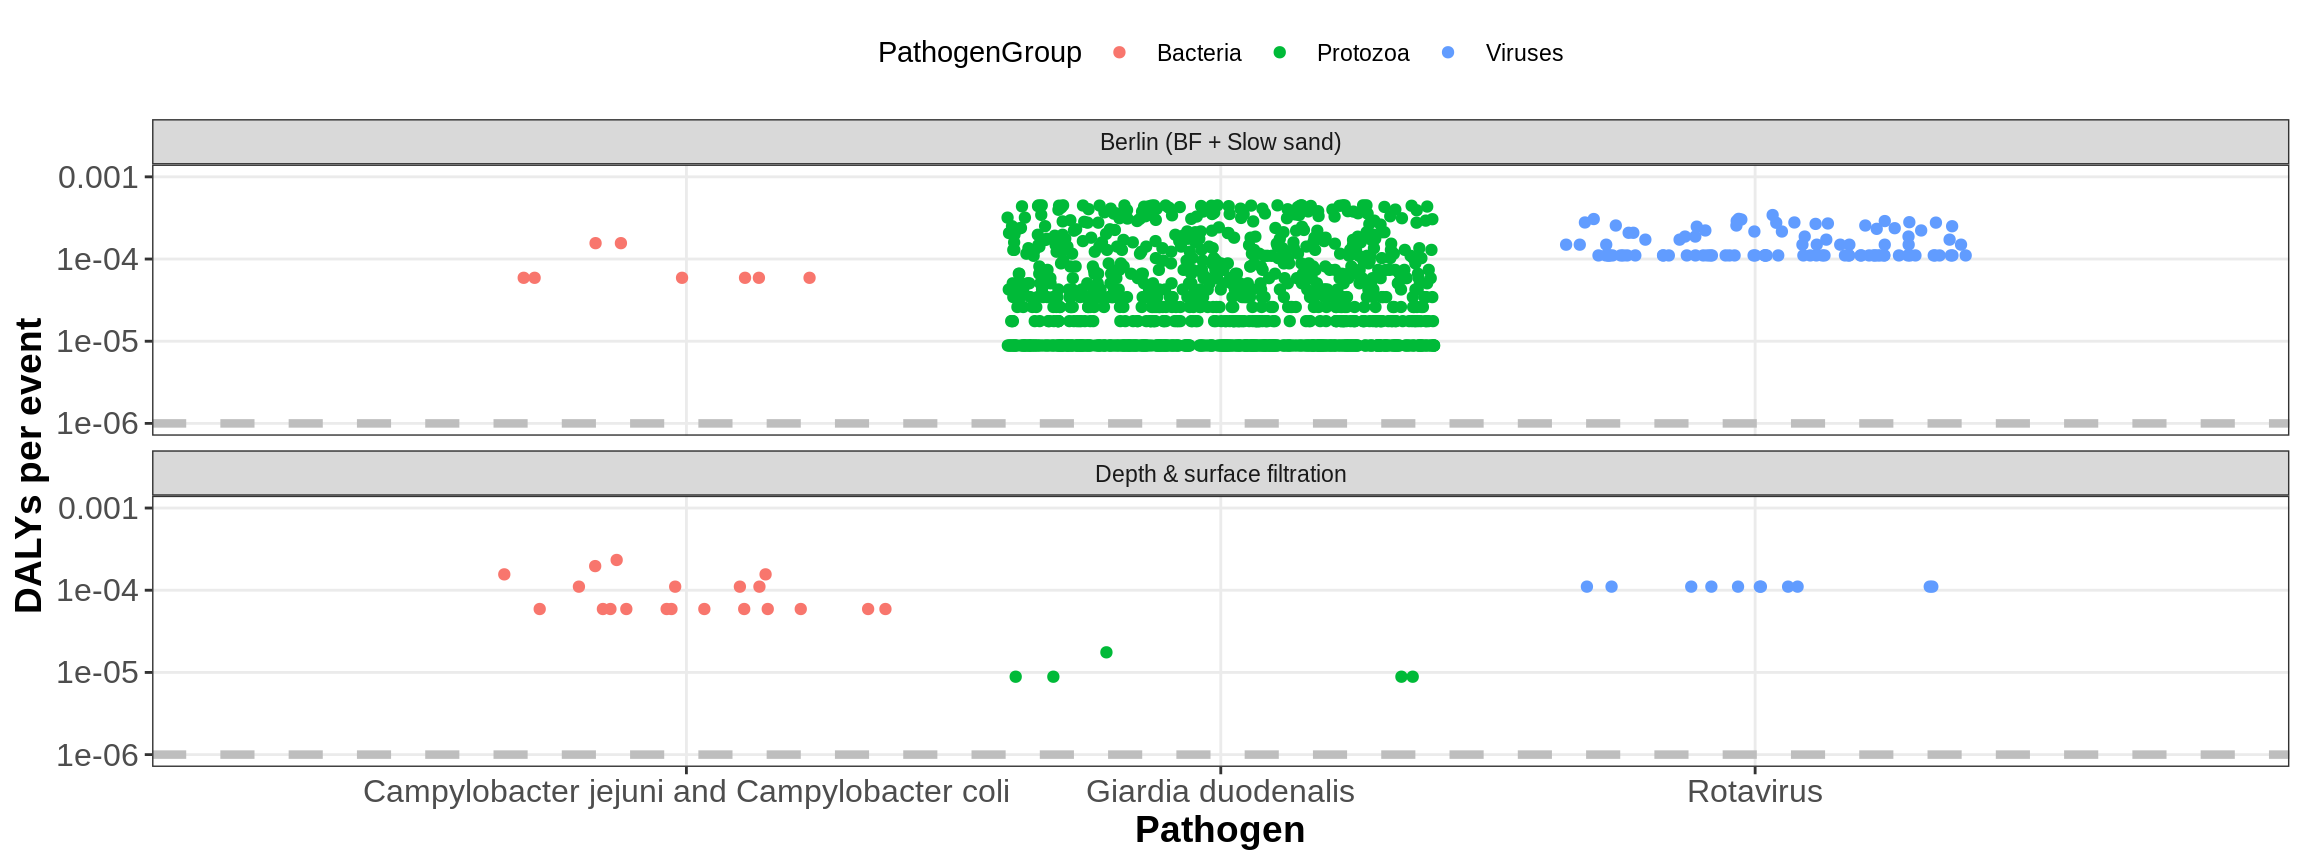 PathogenGroup Bacteria Protozoa Viruses
Berlin (BF + Slow sand)
0.001
1e-04
1e-05
1e-06
Depth & surface filtration
0.001
1e-04
1e-05
1e-06
DALYs per event
Campylobacter jejuni and Campylobacter coli Giardia duodenalis Rotavirus
Pathogen